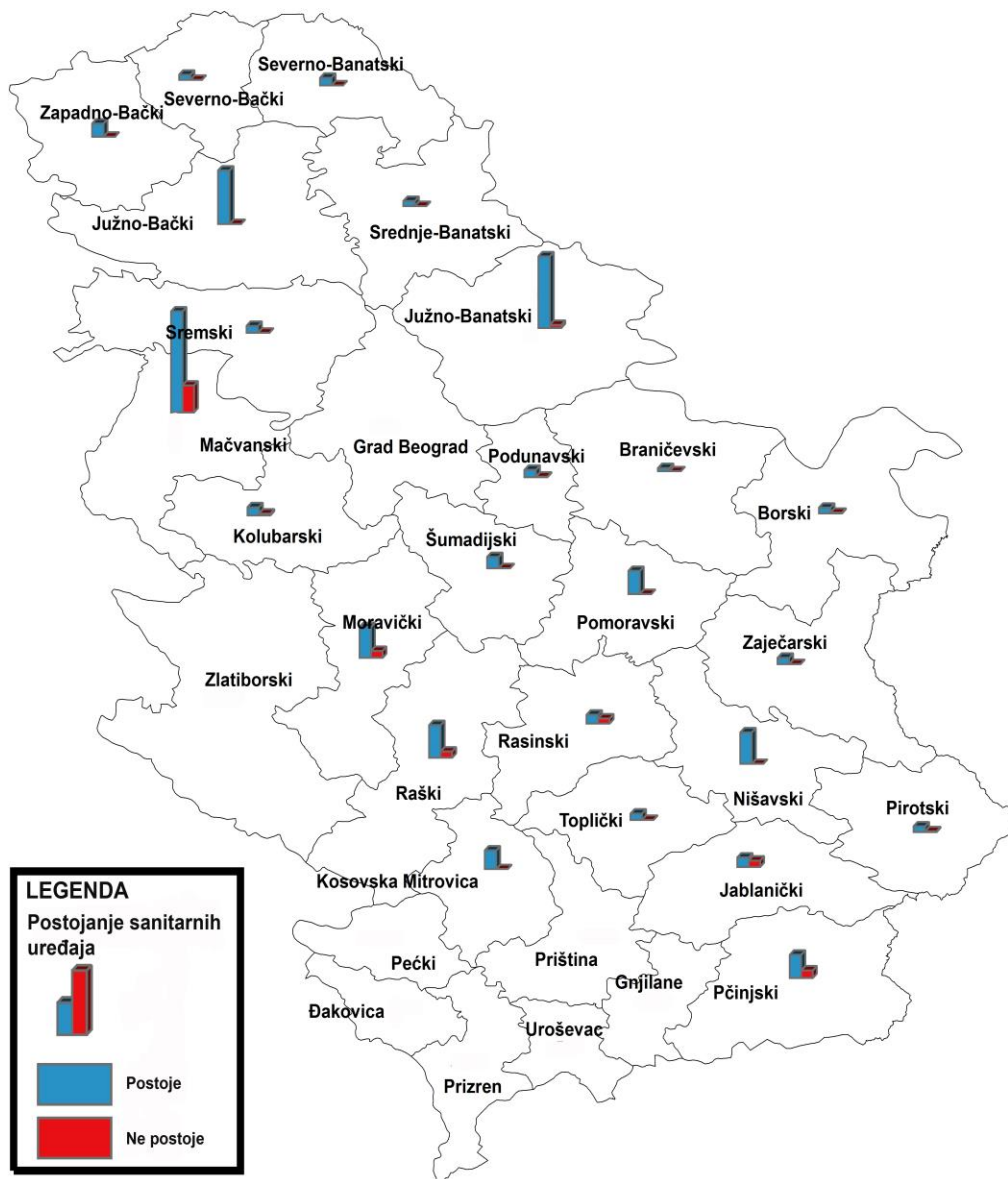 Severno-Banatski
Severno-Bački
Zapadno-Bački
Južno-Bački
Srednje-Banatski
Južno-Banatski
Sremski
Mačvanski
Grad Beograd
Podunavski
Braničevski
Borski
Kolubarski
Šumadijski
Moravički
Pomoravski
Zaječarski
Zlatiborski
Rasinski
Raški
Nišavski
Pirotski
Toplički
Kosovska Mitrovica
Jablanički
Pećki
Priština
Gnjilane
Pčinjski
Đakovica
Uroševac
Prizren
LEGENDA
Postojanje sanitarnih
uređaja
Postoje
Ne postoje